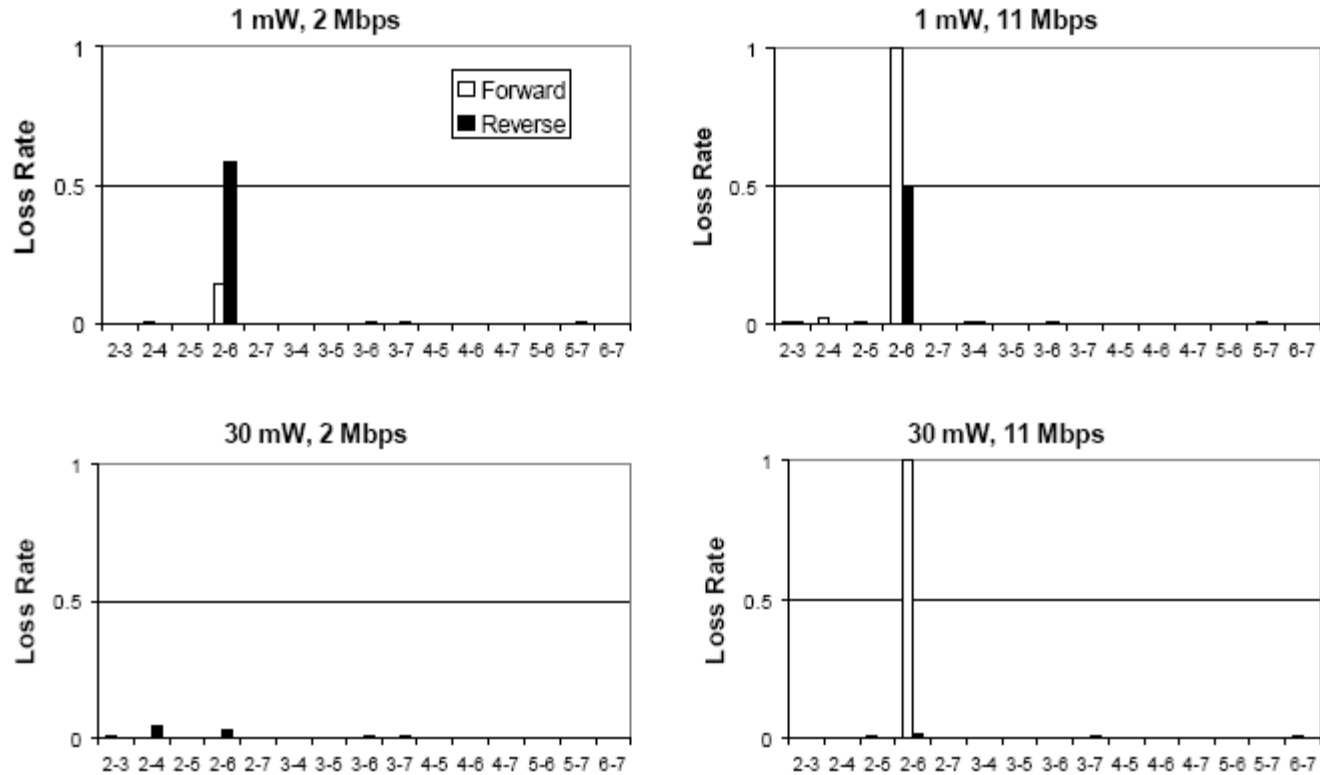 1 mW, 2 Mbps
Loss Rate
1
0.5
0
Forward
Reverse
2-3 2-4 2-5 2-6 2-7 3-4 3-5 3-6 3-7 4-5 4-6 4-7 5-6 5-7 6-7
1 mW, 11 Mbps
Loss Rate
1
0.5
0
2-3 2-4 2-5 2-6 2-7 3-4 3-5 3-6 3-7 4-5 4-6 4-7 5-6 5-7 6-7
30 mW, 2 Mbps
Loss Rate
1
0.5
0
2-3 2-4 2-5 2-6 2-7 3-4 3-5 3-6 3-7 4-5 4-6 4-7 5-6 5-7 6-7
30 mW, 11 Mbps
Loss Rate
1
0.5
0
2-3 2-4 2-5 2-6 2-7 3-4 3-5 3-6 3-7 4-5 4-6 4-7 5-6 5-7 6-7